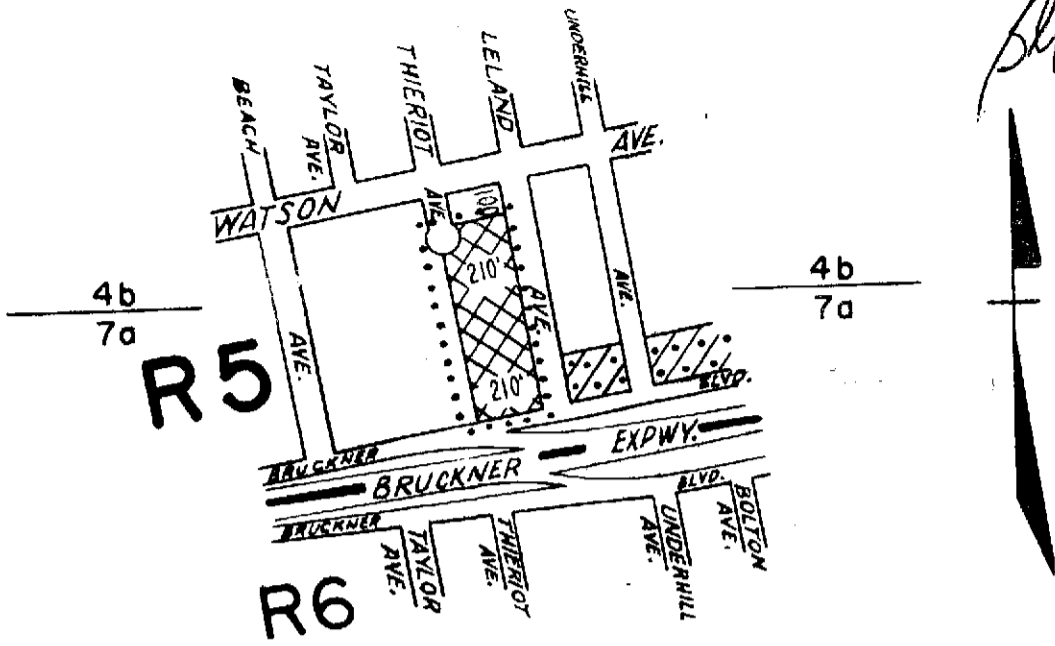 BEACH
TAYLOR AVE.
THIERIOT
LELAND
UNDERHILL
AVE.
WATSON
AVE.
100'
210'
4b
7a
4b
7a
AVE.
AVE.
AVE.
R5
210'
BLVD.
EXPWY.
BRUCKNER
BRUCKNER
BLVD.
BRUCKNER
TAYLOR AVE.
THIERIOT AVE.
UNDERHILL AVE.
BOLTON AVE.
R6